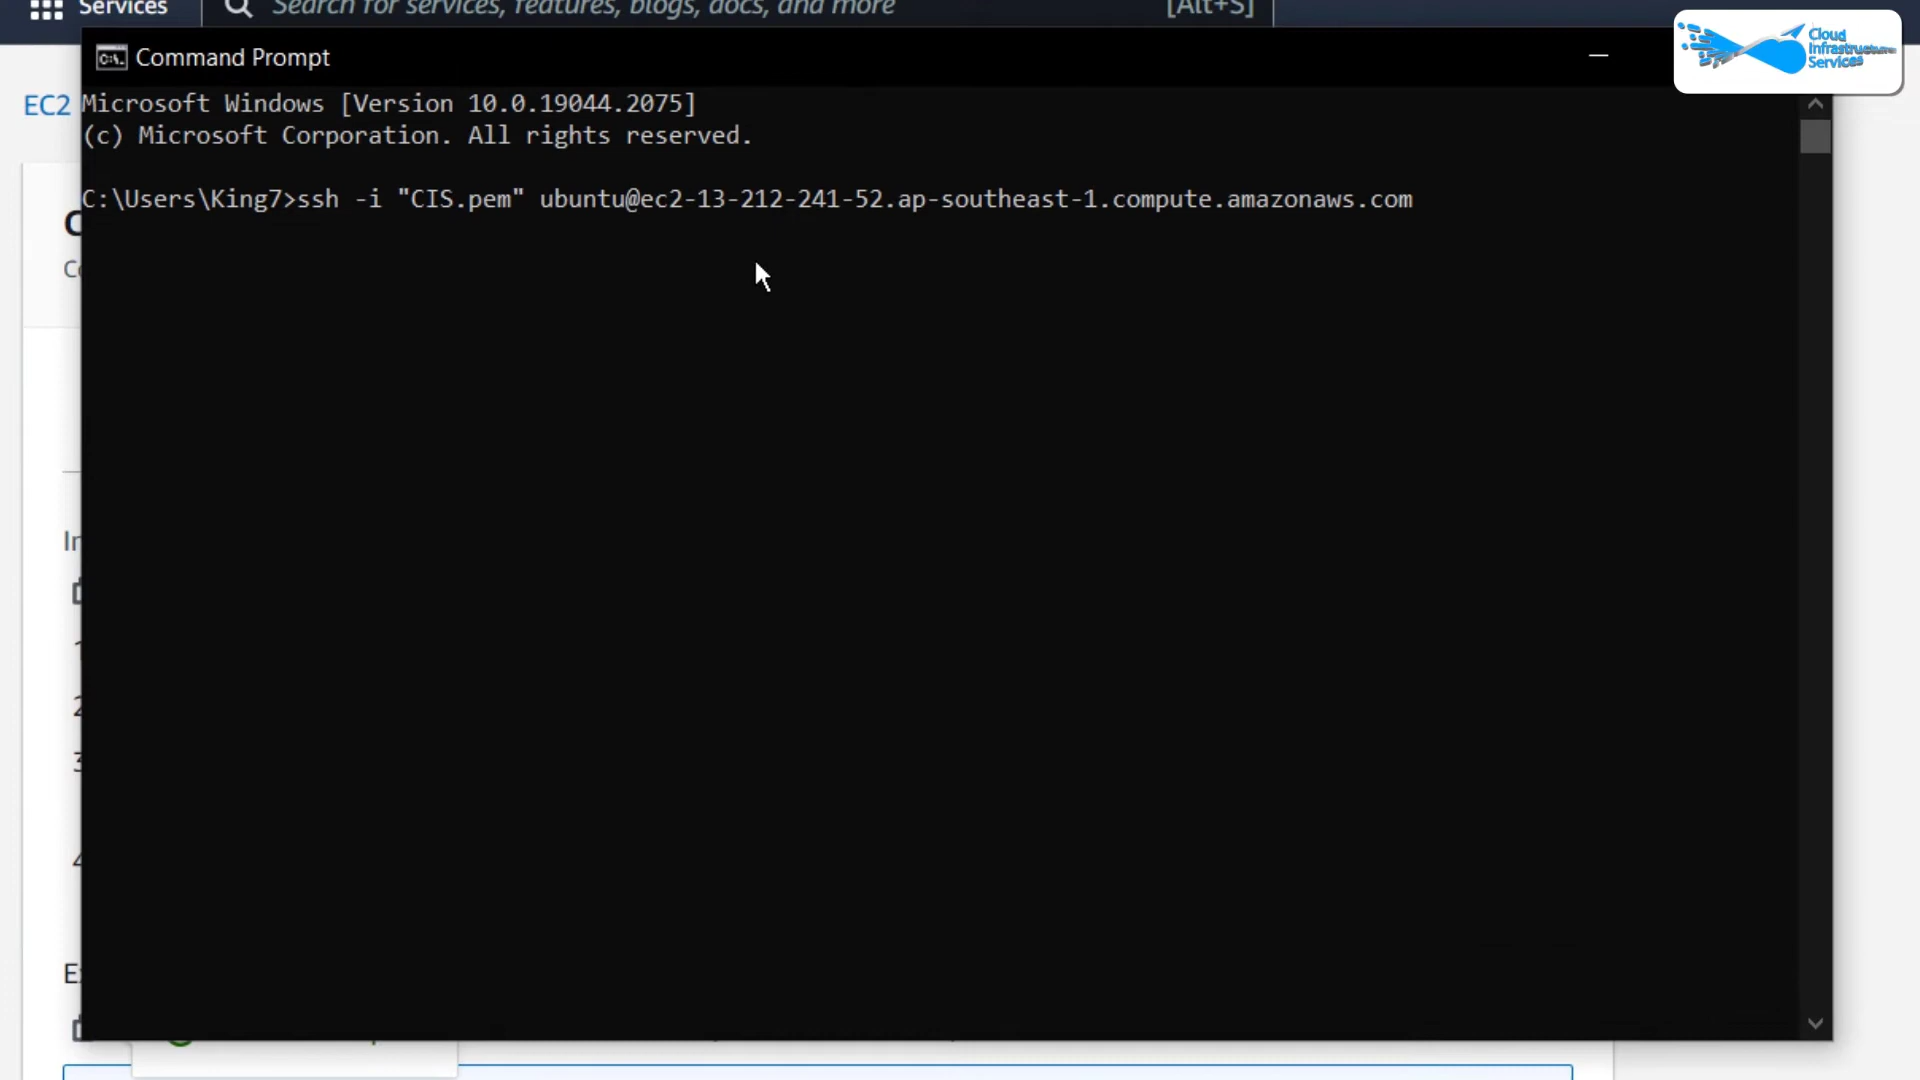 Services
Search for services, features, blogs, docs, and more
[Alt+S]
Cloud
Infrastructure
Services
Command Prompt
EC2
Microsoft Windows [Version 10.0.19044.2075]
(c) Microsoft Corporation. All rights reserved.
C:\Users\King7>ssh -i "CIS.pem" ubuntu@ec2-13-212-241-52.ap-southeast-1.compute.amazonaws.com